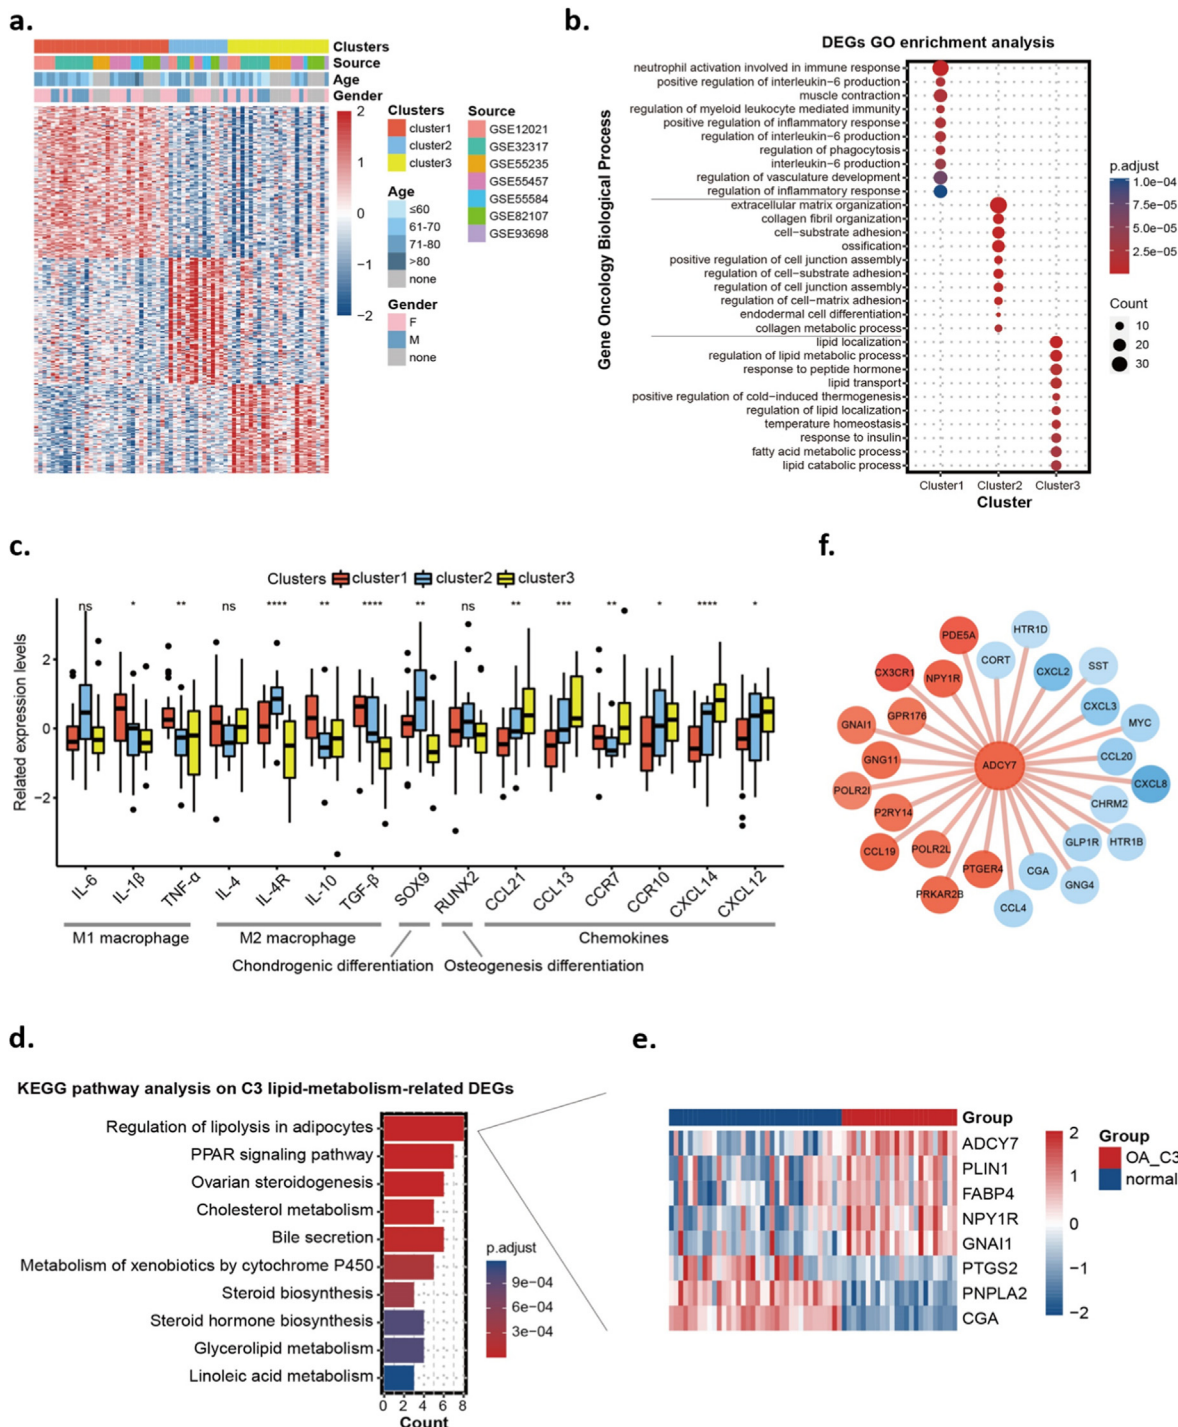 a.
Clusters
Source
Age
Gender
2
1
0
−1
−2
Clusters
cluster1
cluster2
cluster3
Age
≤60
61-70
71-80
>80
none
Gender
F
M
none
Source
GSE12021
GSE32317
GSE55235
GSE55457
GSE55584
GSE82107
GSE93698
b.
DEGs GO enrichment analysis
Gene Oncology Biological Process
neutrophil activation involved in immune response
positive regulation of interleukin−6 production
muscle contraction
regulation of myeloid leukocyte mediated immunity
positive regulation of inflammatory response
regulation of interleukin−6 production
regulation of phagocytosis
interleukin−6 production
regulation of vasculature development
regulation of inflammatory response
extracellular matrix organization
collagen fibril organization
cell−substrate adhesion
ossification
positive regulation of cell junction assembly
regulation of cell−substrate adhesion
regulation of cell junction assembly
regulation of cell−matrix adhesion
endodermal cell differentiation
collagen metabolic process
lipid localization
regulation of lipid metabolic process
response to peptide hormone
lipid transport
positive regulation of cold−induced thermogenesis
regulation of lipid localization
temperature homeostasis
response to insulin
fatty acid metabolic process
lipid catabolic process
Cluster1 Cluster2 Cluster3
Cluster
p.adjust
1.0e−04
7.5e−05
5.0e−05
2.5e−05
Count
10
20
30
c.
Clusters cluster1 cluster2 cluster3
Related expression levels
2
0
−2
ns * ** ns **** ** **** ** ns ** *** ** * **** *
IL-6 IL-1β TNF-α IL-4 IL-4R IL-10 TGF-β SOX9 RUNX2 CCL21 CCL13 CCR7 CCR10 CXCL14 CXCL12
M1 macrophage M2 macrophage Chemokines
Chondrogenic differentiation Osteogenesis differentiation
f.
PDE5A
HTR1D
CORT
CX3CR1
NPY1R
CXCL2
SST
GPR176
CXCL3
GNAI1
MYC
GNG11
ADCY7
CCL20
POLR2I
CXCL8
P2RY14
CHRM2
CCL19
POLR2L
GLP1R
HTR1B
PTGER4
CGA
GNG4
PRKAR2B
CCL4
d.
KEGG pathway analysis on C3 lipid-metabolism-related DEGs
Regulation of lipolysis in adipocytes
PPAR signaling pathway
Ovarian steroidogenesis
Cholesterol metabolism
Bile secretion
Metabolism of xenobiotics by cytochrome P450
Steroid biosynthesis
Steroid hormone biosynthesis
Glycerolipid metabolism
Linoleic acid metabolism
0 2 4 6 8
Count
p.adjust
9e−04
6e−04
3e−04
e.
Group
ADCY7
PLIN1
FABP4
NPY1R
GNAI1
PTGS2
PNPLA2
CGA
2
1
0
−1
−2
Group
OA_C3
normal